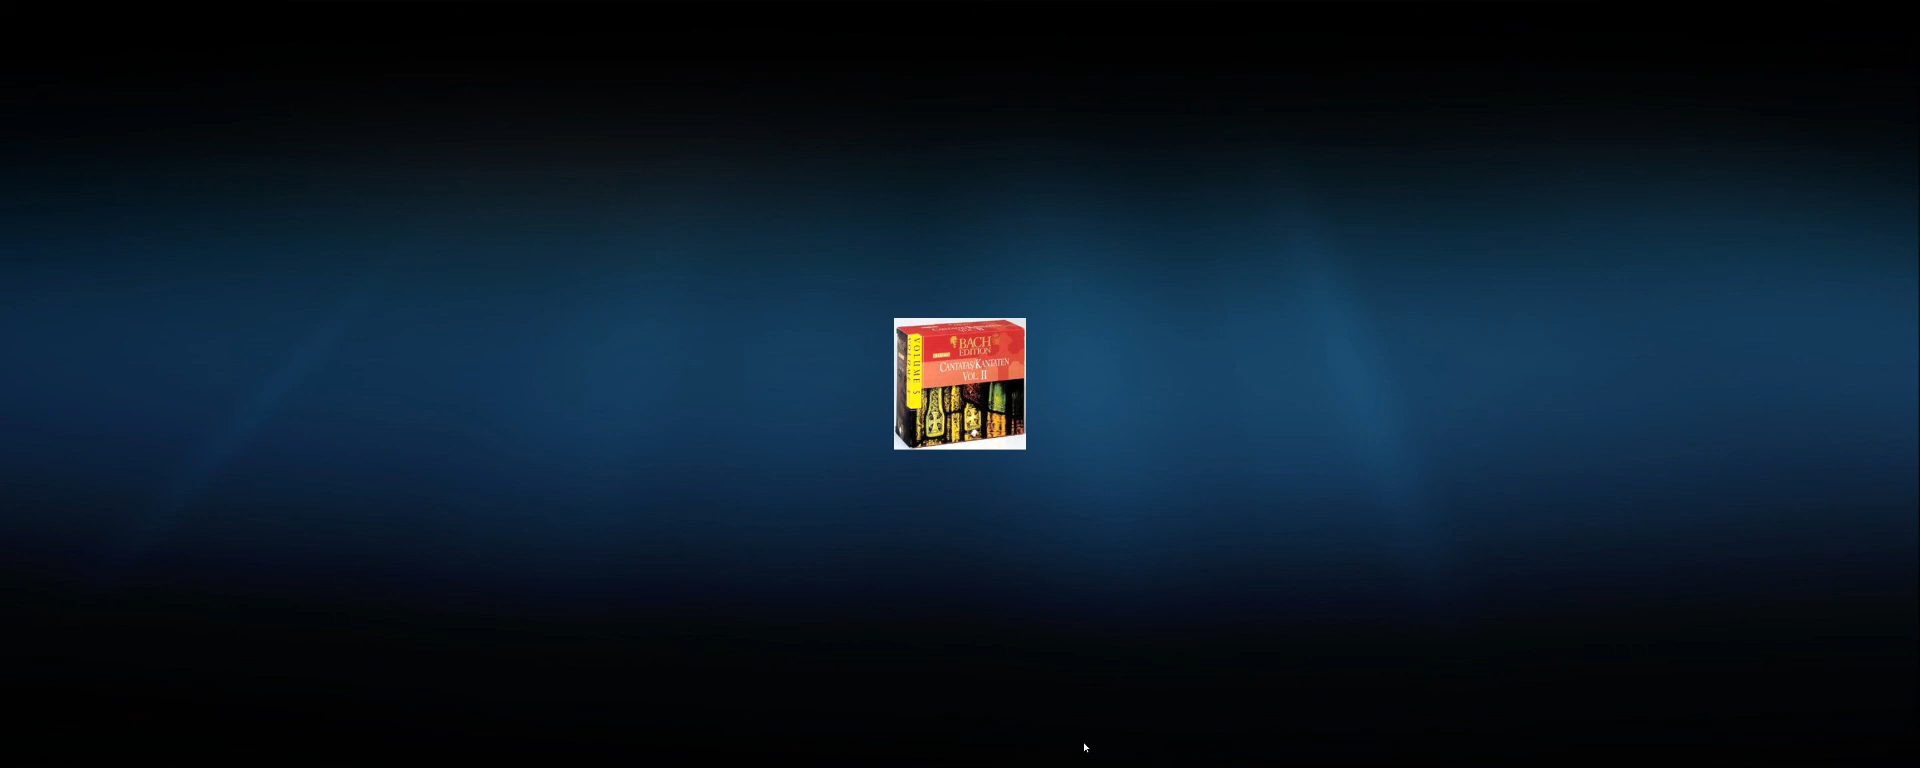 VOLUME 5
BACH
EDITION
CANTATAS/KANTATEN
VOL. II